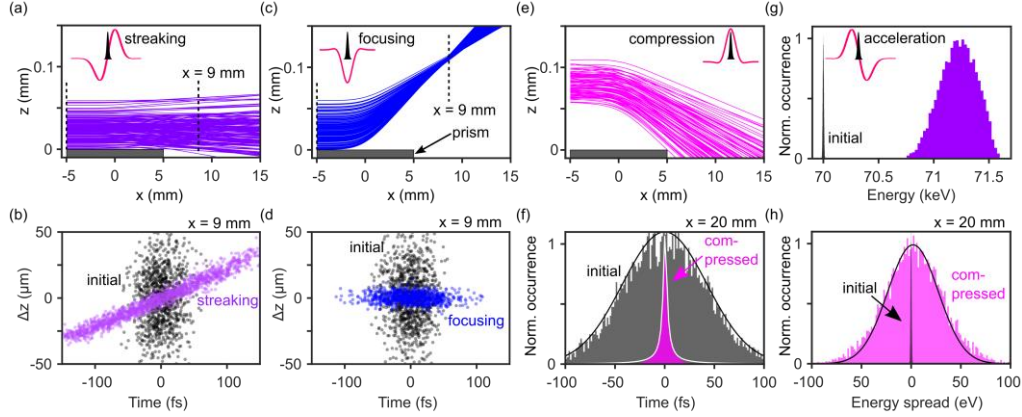 (a)
streaking
x = 9 mm
z (mm)
0.1
0
-5
0
5
10
15
x (mm)
(c)
focusing
x = 9 mm
prism
z (mm)
0.1
0
-5
0
5
10
15
x (mm)
(e)
compression
z (mm)
0.1
0
-5
0
5
10
15
x (mm)
(g)
acceleration
initial
Norm. occurrence
1
0
70
70.5
71
71.5
Energy (keV)
(b)
x = 9 mm
initial
streaking
Δz (μm)
50
0
-50
-100
0
100
Time (fs)
(d)
x = 9 mm
initial
focusing
Δz (μm)
50
0
-50
-150
0
150
Time (fs)
(f)
x = 20 mm
initial
com-
pressed
Norm. occurrence
1
0
-100
-50
0
50
100
Time (fs)
(h)
x = 20 mm
initial
com-
pressed
Norm. occurrence
1
0
-100
-50
0
50
100
Energy spread (eV)